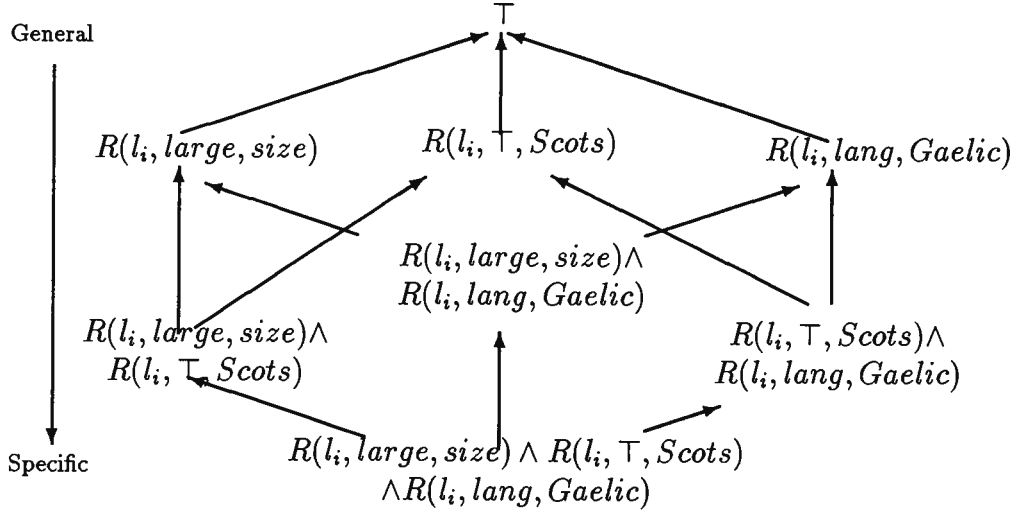 ⊤
General
R(l_i, large, size)
R(l_i, ⊤, Scots)
R(l_i, lang, Gaelic)
R(l_i, large, size)∧
R(l_i, lang, Gaelic)
R(l_i, large, size)∧
R(l_i, ⊤, Scots)
R(l_i, ⊤, Scots)∧
R(l_i, lang, Gaelic)
Specific
R(l_i, large, size) ∧ R(l_i, ⊤, Scots)
∧R(l_i, lang, Gaelic)